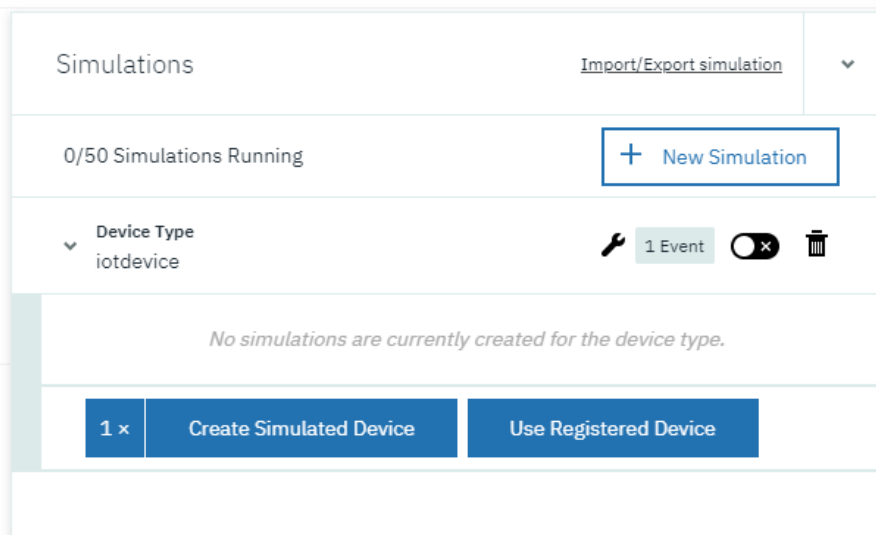 Simulations
Import/Export simulation
0/50 Simulations Running
+ New Simulation
Device Type
iotdevice
1 Event
No simulations are currently created for the device type.
1 ×
Create Simulated Device
Use Registered Device